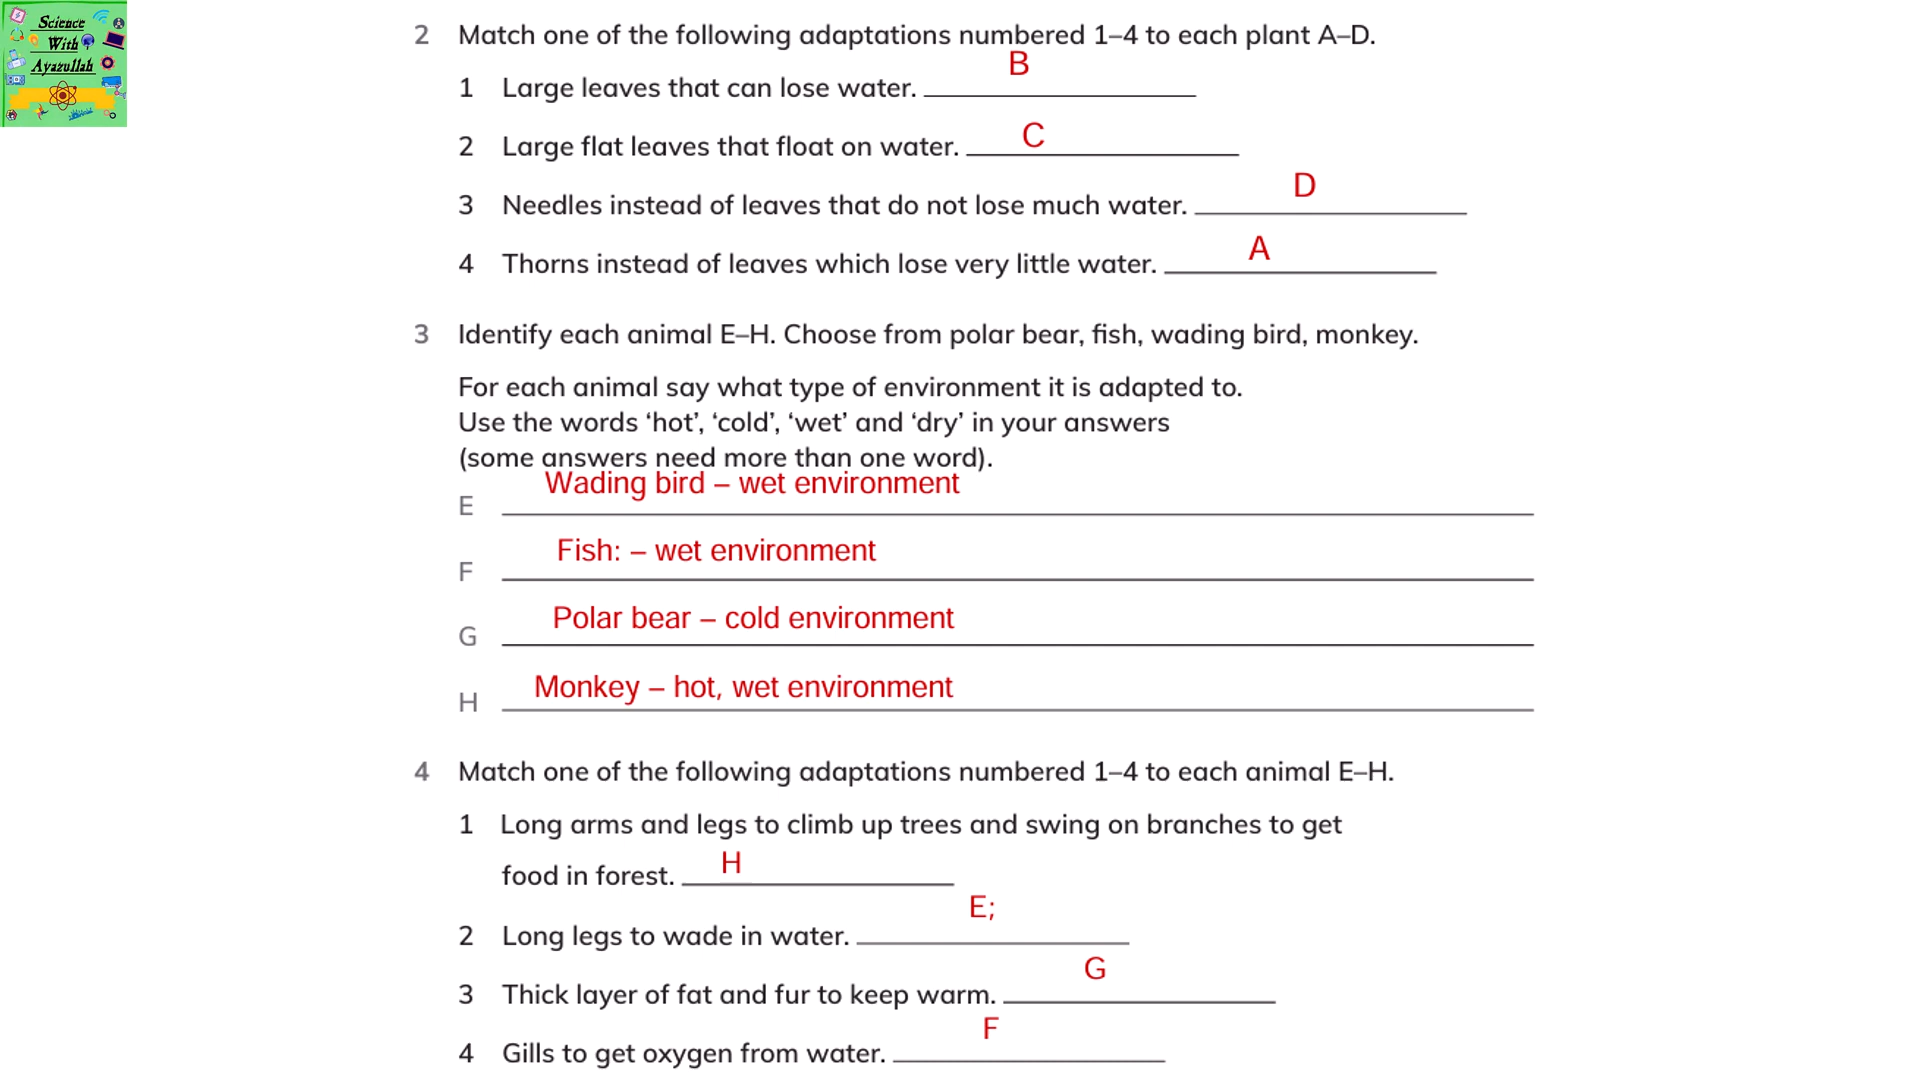 Science
With
Ayazullah
2 Match one of the following adaptations numbered 1–4 to each plant A–D.
1 Large leaves that can lose water. B
2 Large flat leaves that float on water. C
3 Needles instead of leaves that do not lose much water. D
4 Thorns instead of leaves which lose very little water. A
3 Identify each animal E–H. Choose from polar bear, fish, wading bird, monkey.
For each animal say what type of environment it is adapted to.
Use the words ‘hot’, ‘cold’, ‘wet’ and ‘dry’ in your answers
(some answers need more than one word).
E Wading bird – wet environment
F Fish: – wet environment
G Polar bear – cold environment
H Monkey – hot, wet environment
4 Match one of the following adaptations numbered 1–4 to each animal E–H.
1 Long arms and legs to climb up trees and swing on branches to get
food in forest. H
2 Long legs to wade in water. E;
3 Thick layer of fat and fur to keep warm. G
4 Gills to get oxygen from water. F